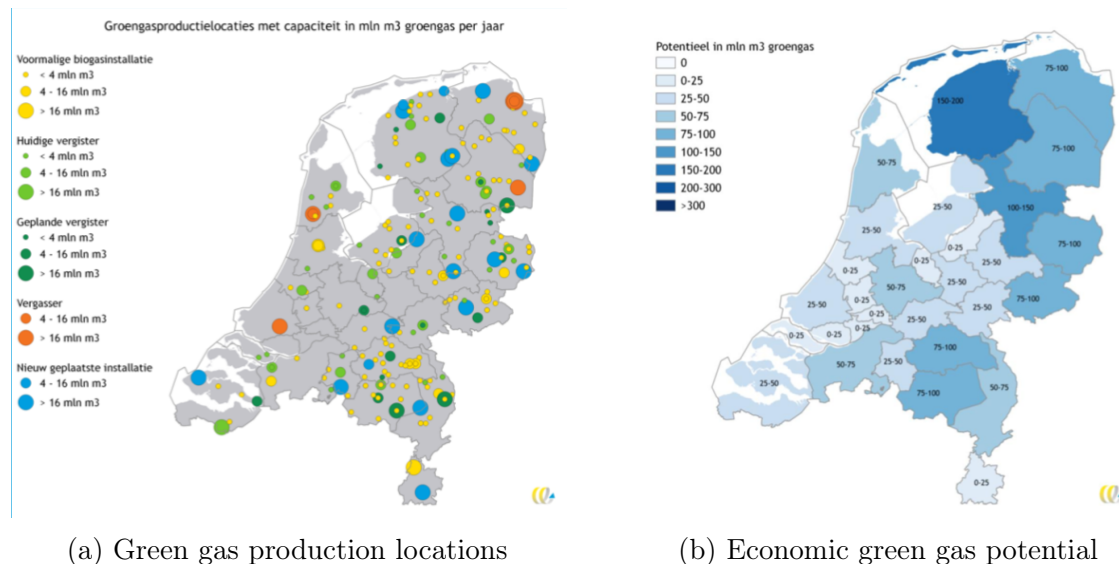 Groengasproductielocaties met capaciteit in mln m3 groengas per jaar
Voormalige biogasinstallatie
< 4 mln m3
4 - 16 mln m3
> 16 mln m3
Huidige vergister
< 4 mln m3
4 - 16 mln m3
> 16 mln m3
Geplande vergister
< 4 mln m3
4 - 16 mln m3
> 16 mln m3
Vergasser
4 - 16 mln m3
> 16 mln m3
Nieuw geplaatste installatie
4 - 16 mln m3
> 16 mln m3
(a) Green gas production locations
Potentieel in mln m3 groengas
0
0-25
25-50
50-75
75-100
100-150
150-200
200-300
>300
75-100
150-200
75-100
50-75
100-150
25-50
25-50
75-100
0-25
25-50
0-25
0-25
25-50
50-75
75-100
0-25
25-50
25-50
0-25
25-50
0-25
0-25
0-25
75-100
50-75
25-50
25-50
75-100
50-75
0-25
(b) Economic green gas potential